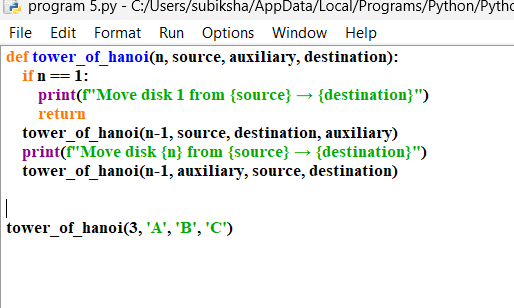 program 5.py - C:/Users/subiksha/AppData/Local/Programs/Python/Pytho
File Edit Format Run Options Window Help
def tower_of_hanoi(n, source, auxiliary, destination):
    if n == 1:
        print(f"Move disk 1 from {source} → {destination}")
        return
    tower_of_hanoi(n-1, source, destination, auxiliary)
    print(f"Move disk {n} from {source} → {destination}")
    tower_of_hanoi(n-1, auxiliary, source, destination)
tower_of_hanoi(3, 'A', 'B', 'C')